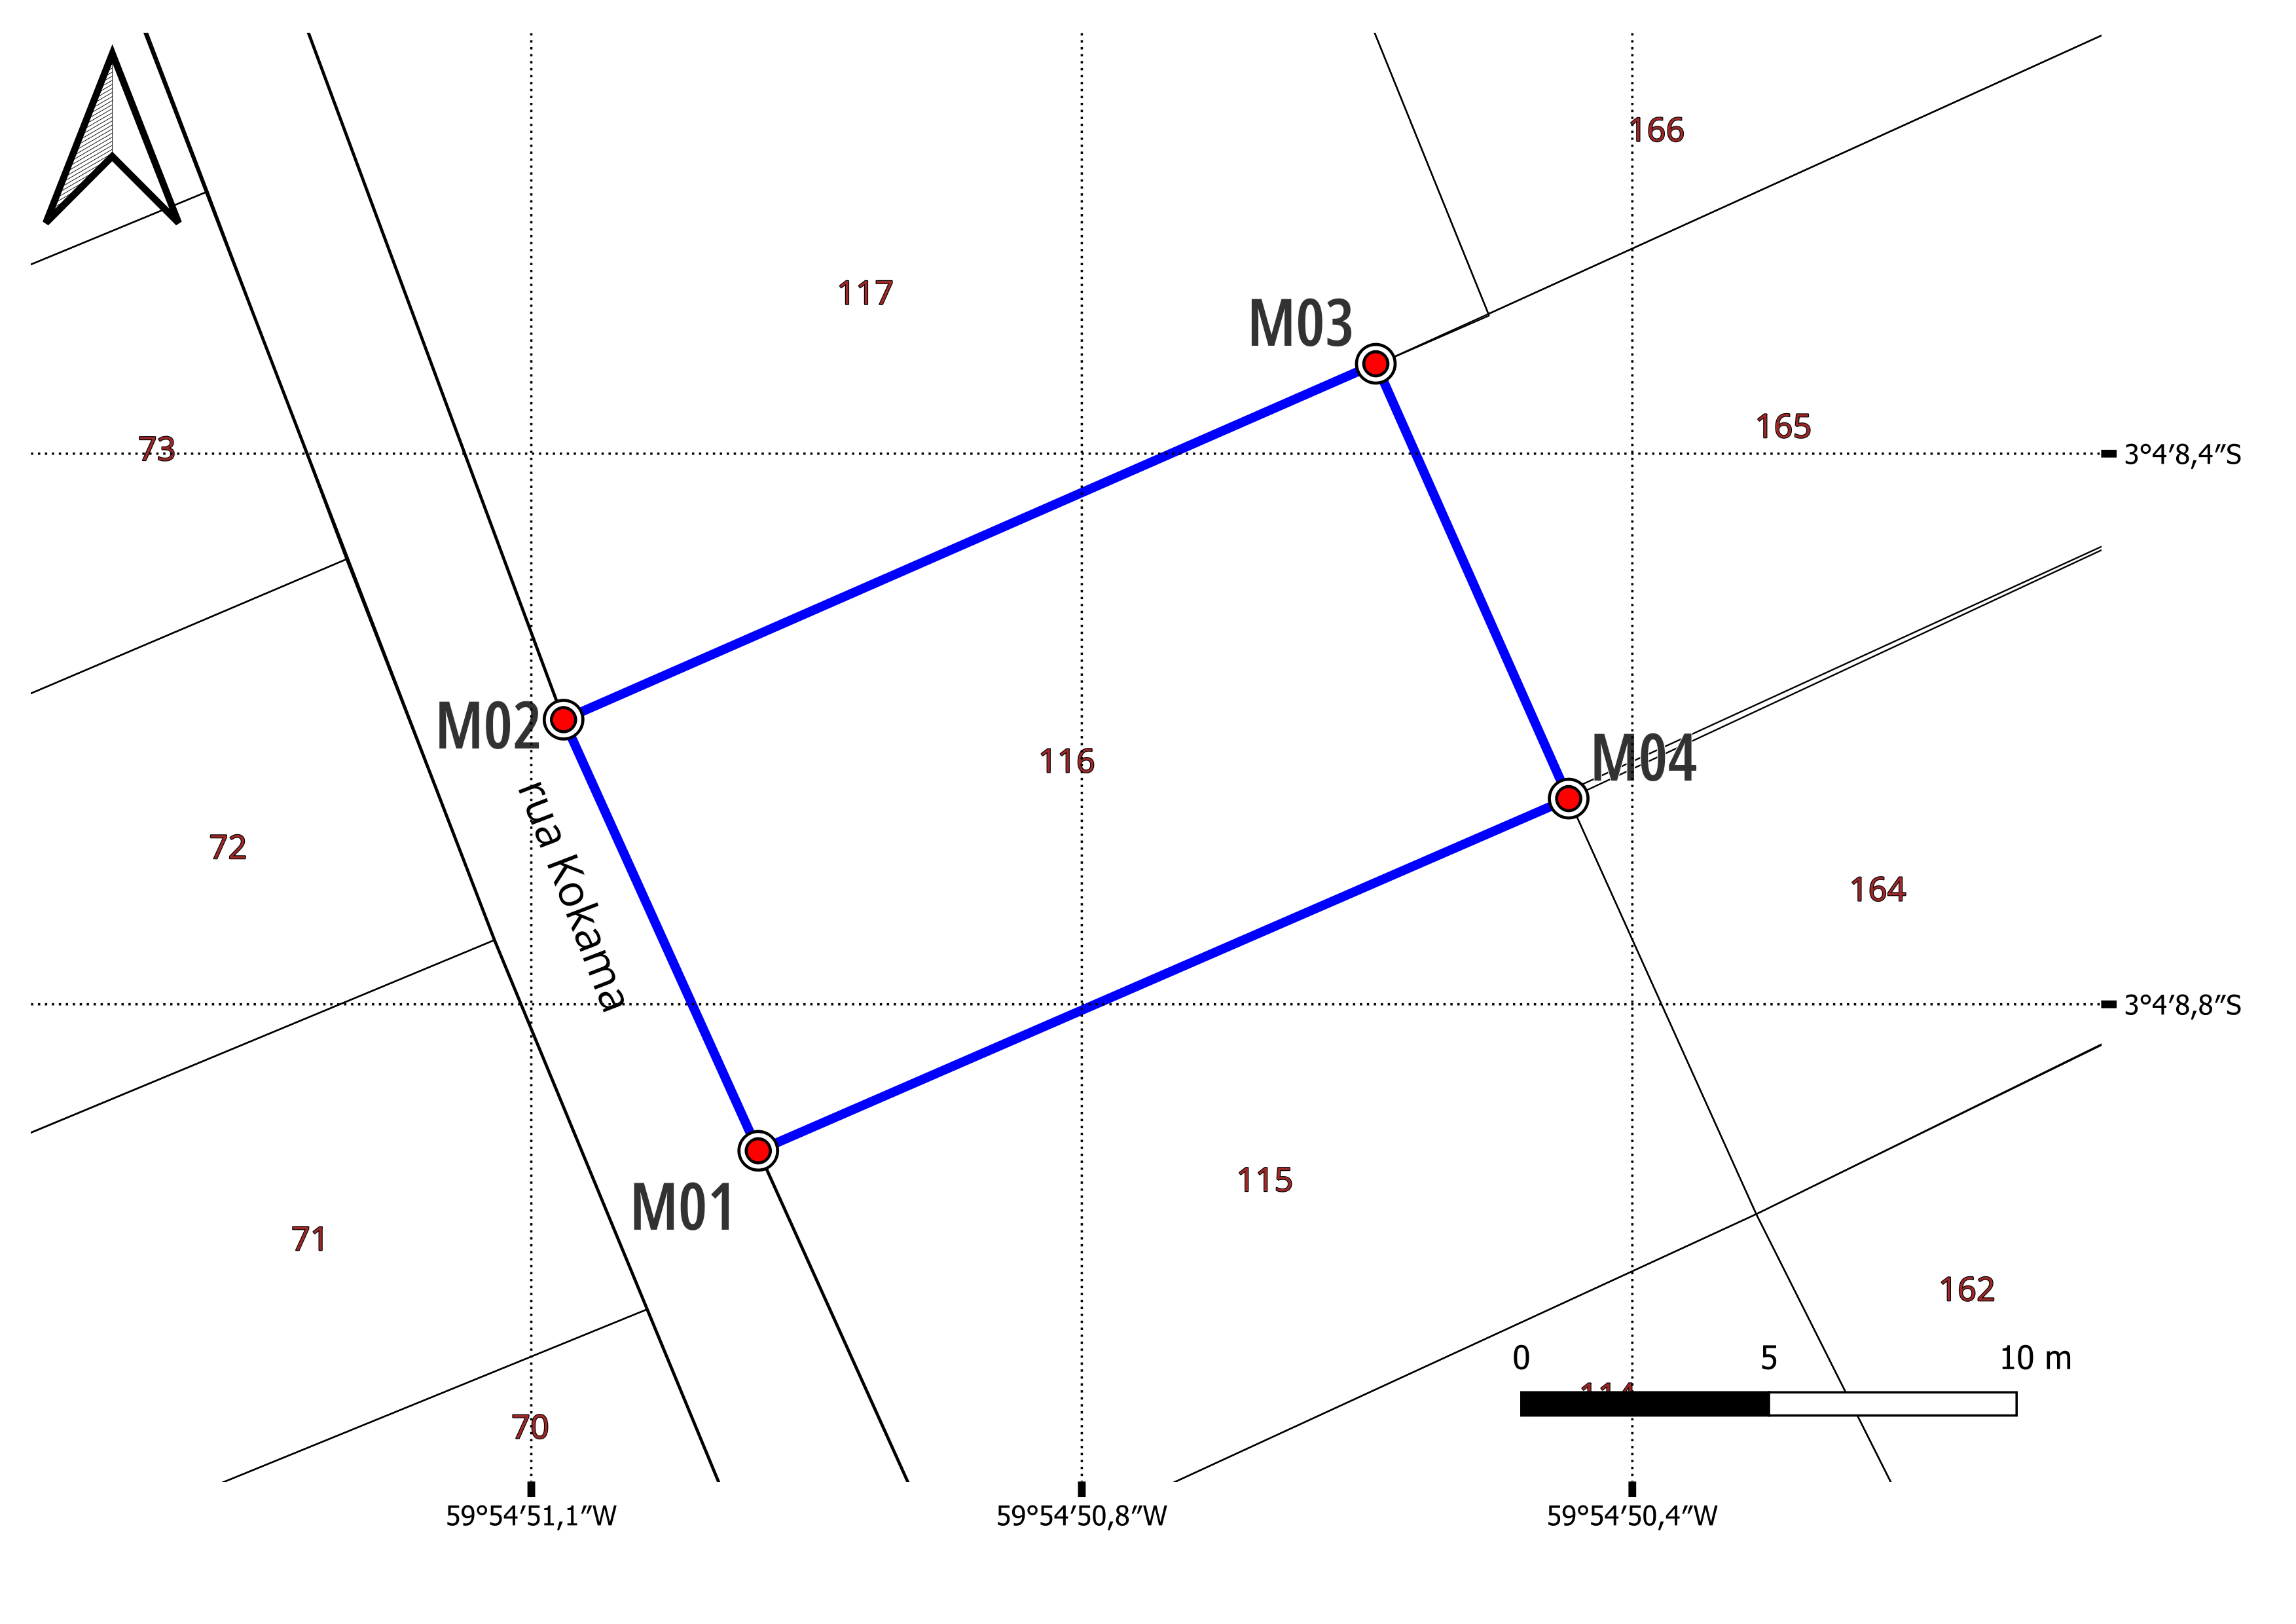 166
117
M03
165
73
3°4′8,4″S
M02
M04
116
rua Kokama
72
164
3°4′8,8″S
115
M01
71
162
0 5 10 m
114
70
59°54′51,1″W 59°54′50,8″W 59°54′50,4″W